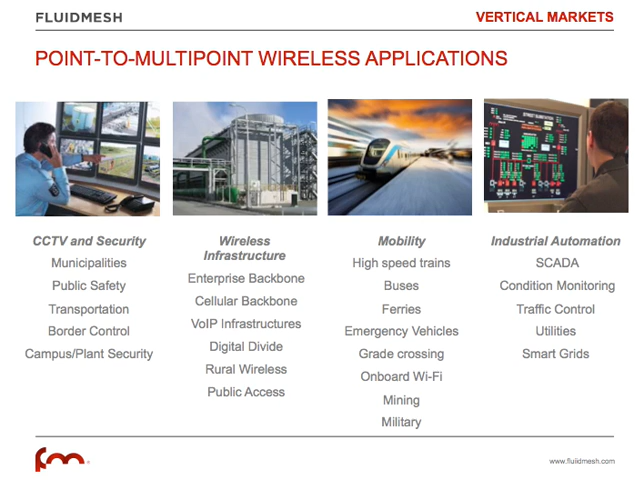 FLUIDMESH
VERTICAL MARKETS
POINT-TO-MULTIPOINT WIRELESS APPLICATIONS
CCTV and Security
Municipalities
Public Safety
Transportation
Border Control
Campus/Plant Security
Wireless
Infrastructure
Enterprise Backbone
Cellular Backbone
VoIP Infrastructures
Digital Divide
Rural Wireless
Public Access
Mobility
High speed trains
Buses
Ferries
Emergency Vehicles
Grade crossing
Onboard Wi-Fi
Mining
Military
Industrial Automation
SCADA
Condition Monitoring
Traffic Control
Utilities
Smart Grids
fm
www.fluidmesh.com